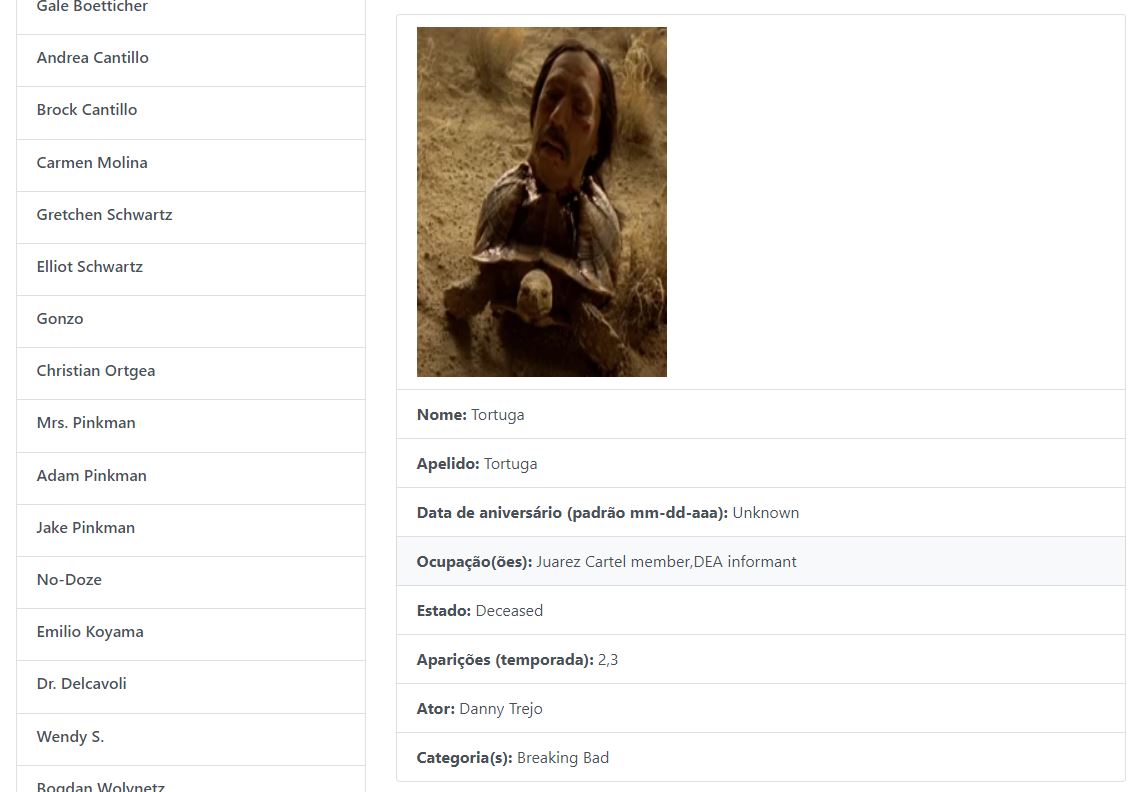 Gale Boetticher
Andrea Cantillo
Brock Cantillo
Carmen Molina
Gretchen Schwartz
Elliot Schwartz
Gonzo
Christian Ortgea
Mrs. Pinkman
Adam Pinkman
Jake Pinkman
No-Doze
Emilio Koyama
Dr. Delcavoli
Wendy S.
Bogdan Wolynetz
Nome: Tortuga
Apelido: Tortuga
Data de aniversário (padrão mm-dd-aaa): Unknown
Ocupação(ões): Juarez Cartel member,DEA informant
Estado: Deceased
Aparições (temporada): 2,3
Ator: Danny Trejo
Categoria(s): Breaking Bad